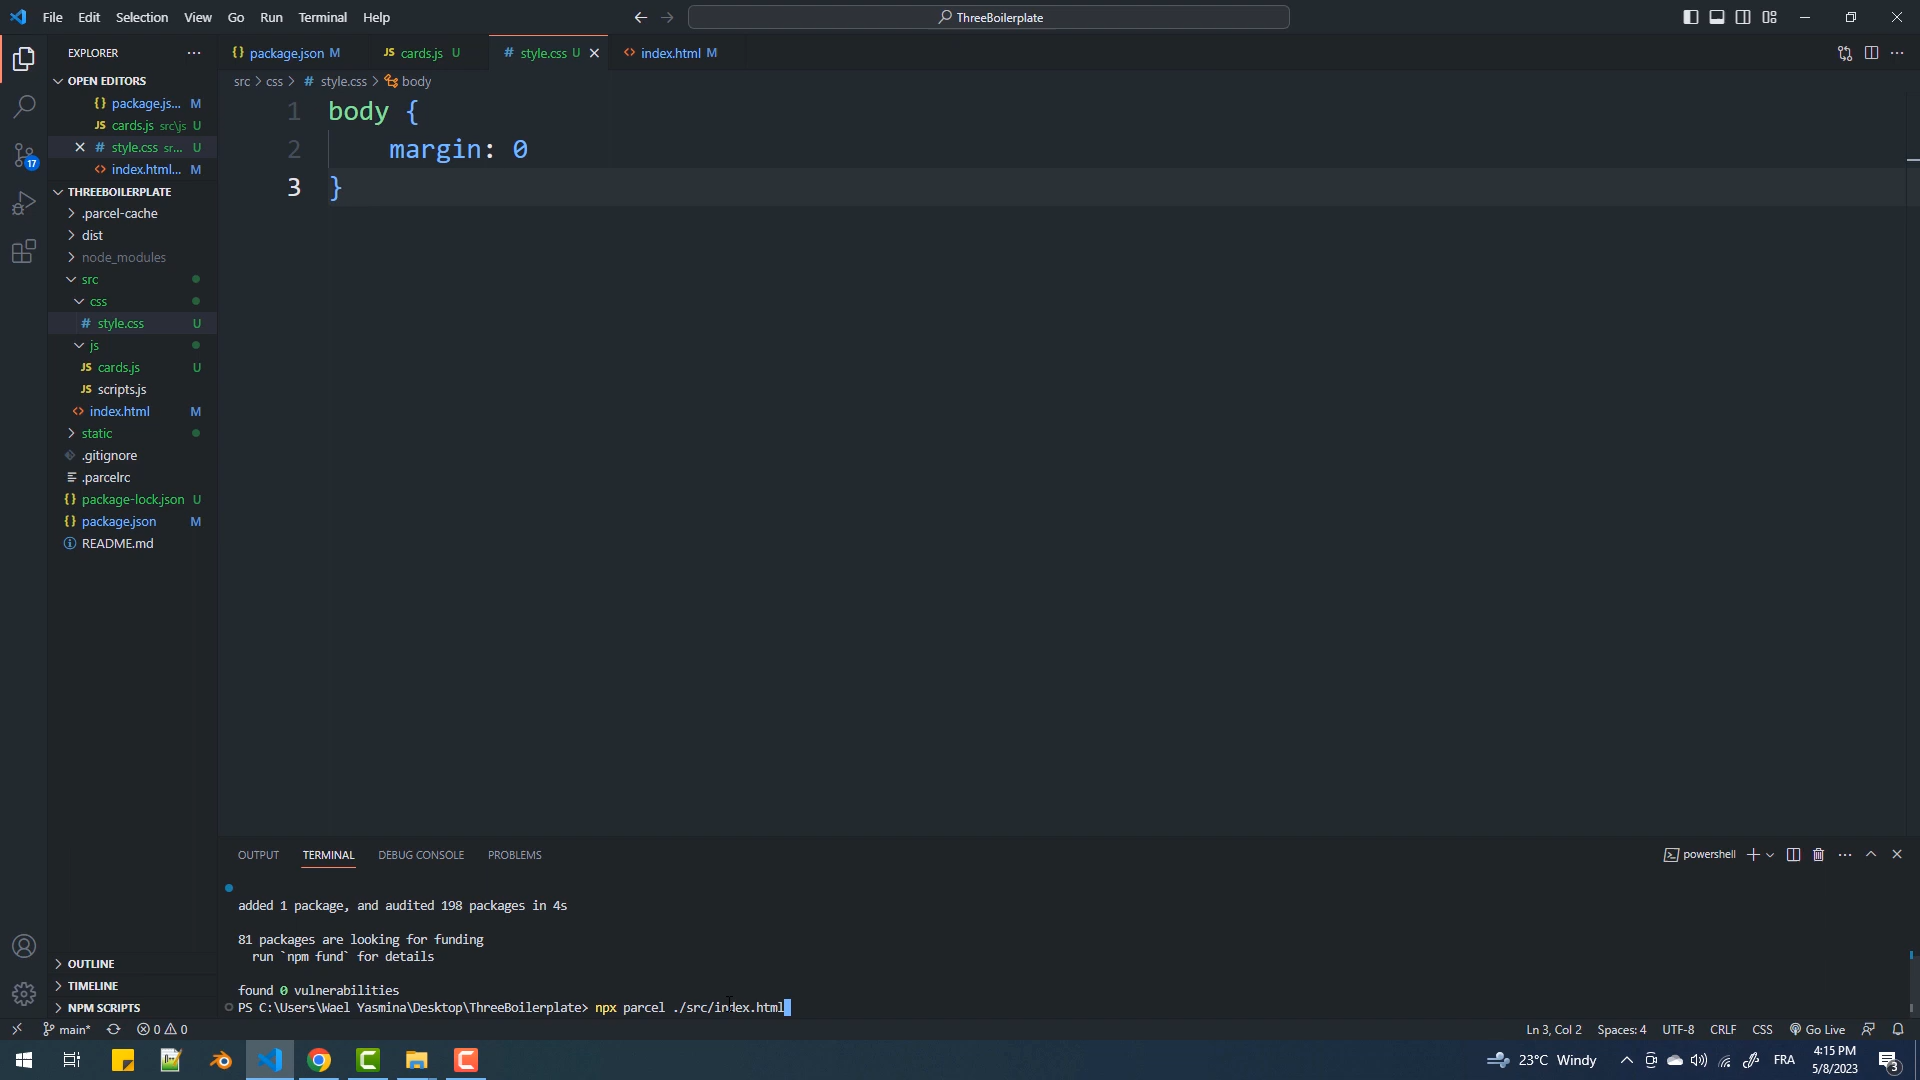 File Edit Selection View Go Run Terminal Help
ThreeBoilerplate
EXPLORER
{} package.json M
JS cards.js U
# style.css U
<> index.html M
OPEN EDITORS
{} package.js... M
JS cards.js src\js U
# style.css sr... U
<> index.html... M
THREEBOILERPLATE
.parcel-cache
dist
node_modules
src
css
# style.css U
js
JS cards.js U
JS scripts.js
<> index.html M
static
.gitignore
.parcelrc
{} package-lock.json U
{} package.json M
README.md
OUTLINE
TIMELINE
NPM SCRIPTS
src > css > # style.css > body
1 body {
2 margin: 0
3 }
OUTPUT TERMINAL DEBUG CONSOLE PROBLEMS
powershell
added 1 package, and audited 198 packages in 4s
81 packages are looking for funding
run `npm fund` for details
found 0 vulnerabilities
PS C:\Users\Wael Yasmina\Desktop\ThreeBoilerplate> npx parcel ./src/index.html
17
main* 0 0
Ln 3, Col 2 Spaces: 4 UTF-8 CRLF CSS Go Live
23°C Windy
FRA
4:15 PM
5/8/2023
3